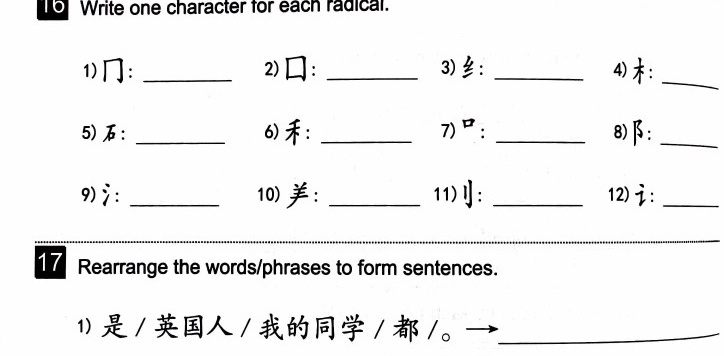 16 Write one character for each radical.
1) 冂: ______ 2) 囗: ______ 3) 纟: ______ 4) 木: ______
5) 石: ______ 6) 禾: ______ 7) 口: ______ 8) 阝: ______
9) 氵: ______ 10) ⺷: ______ 11) 刂: ______ 12) 讠: ______
17 Rearrange the words/phrases to form sentences.
1) 是 / 英国人 / 我的同学 / 都 /。 → ______